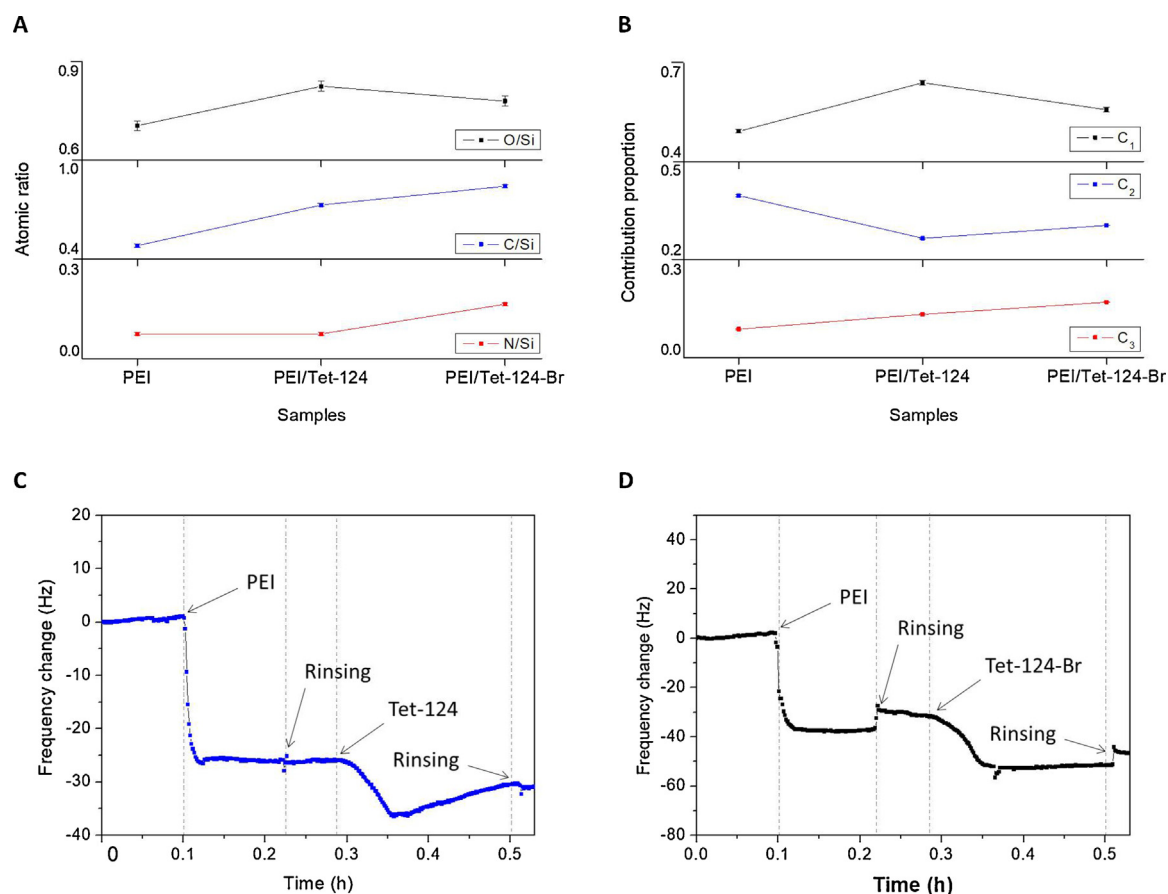 A
Atomic ratio
0.9
0.6
O/Si
1.0
0.4
C/Si
0.3
0.0
N/Si
PEI PEI/Tet-124 PEI/Tet-124-Br
Samples
B
Contribution proportion
0.7
0.4
C1
0.5
0.2
C2
0.3
0.0
C3
PEI PEI/Tet-124 PEI/Tet-124-Br
Samples
C
Frequency change (Hz)
20
10
0
-10
-20
-30
-40
PEI
Rinsing
Tet-124
Rinsing
0 0.1 0.2 0.3 0.4 0.5
Time (h)
D
Frequency change (Hz)
40
20
0
-20
-40
-60
-80
PEI
Rinsing
Tet-124-Br
Rinsing
0.0 0.1 0.2 0.3 0.4 0.5
Time (h)